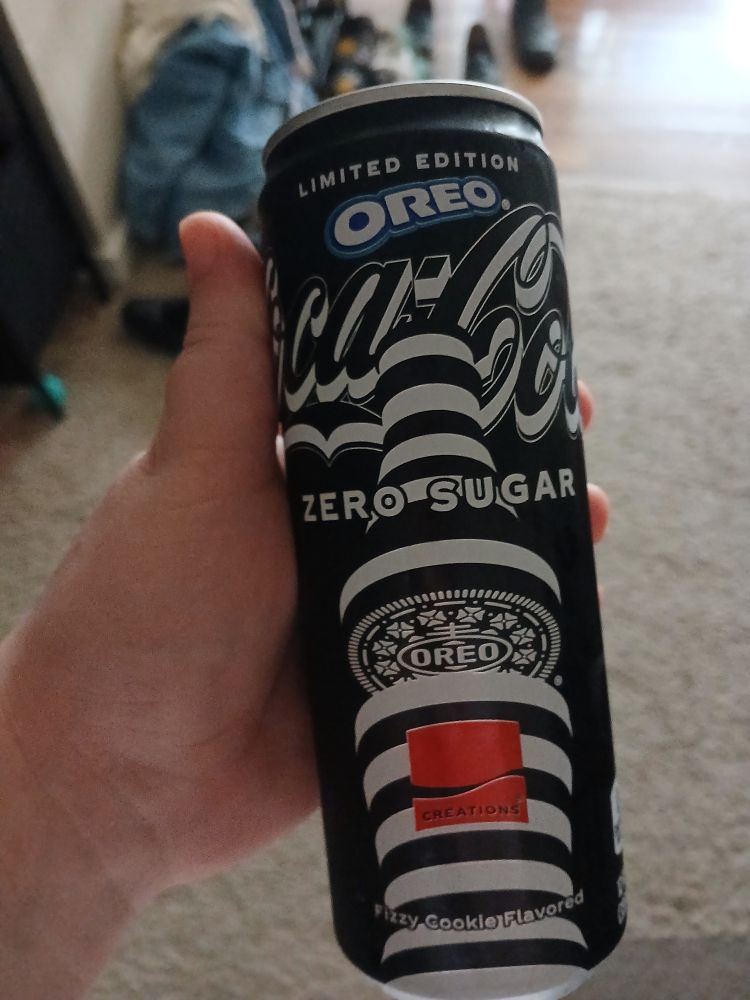 LIMITED EDITION
OREO
Coca-Cola
ZERO SUGAR
OREO
CREATIONS
Fizzy Cookie Flavored